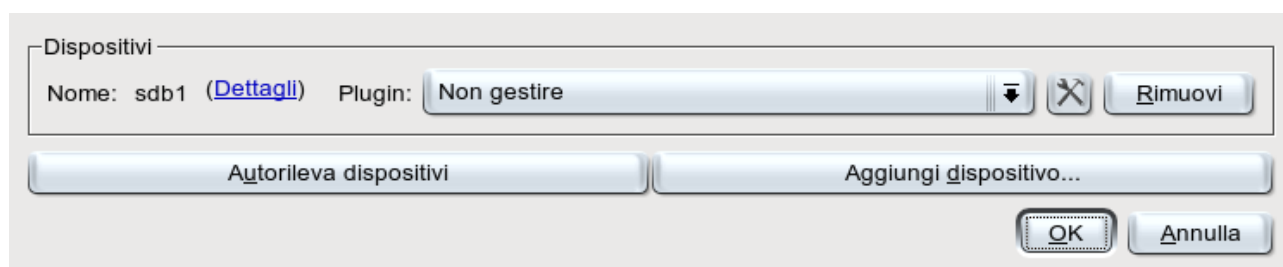 Dispositivi
Nome: sdb1 (Dettagli) Plugin: Non gestire Rimuovi
Autorileva dispositivi Aggiungi dispositivo...
OK Annulla